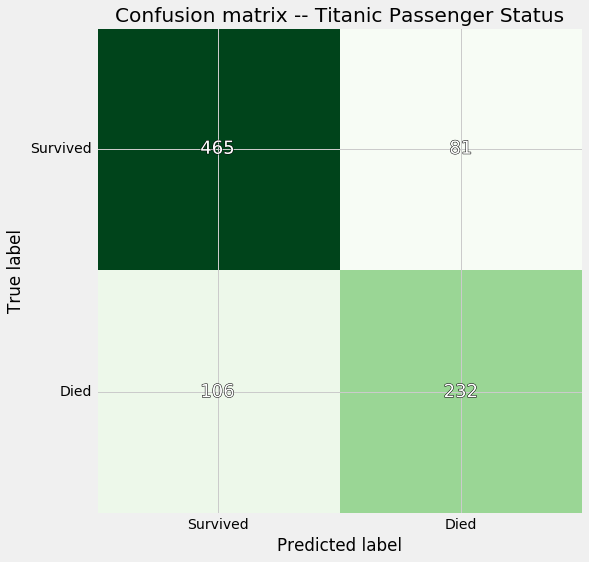 Confusion matrix -- Titanic Passenger Status
True label
Survived
465
81
Died
106
232
Survived
Died
Predicted label